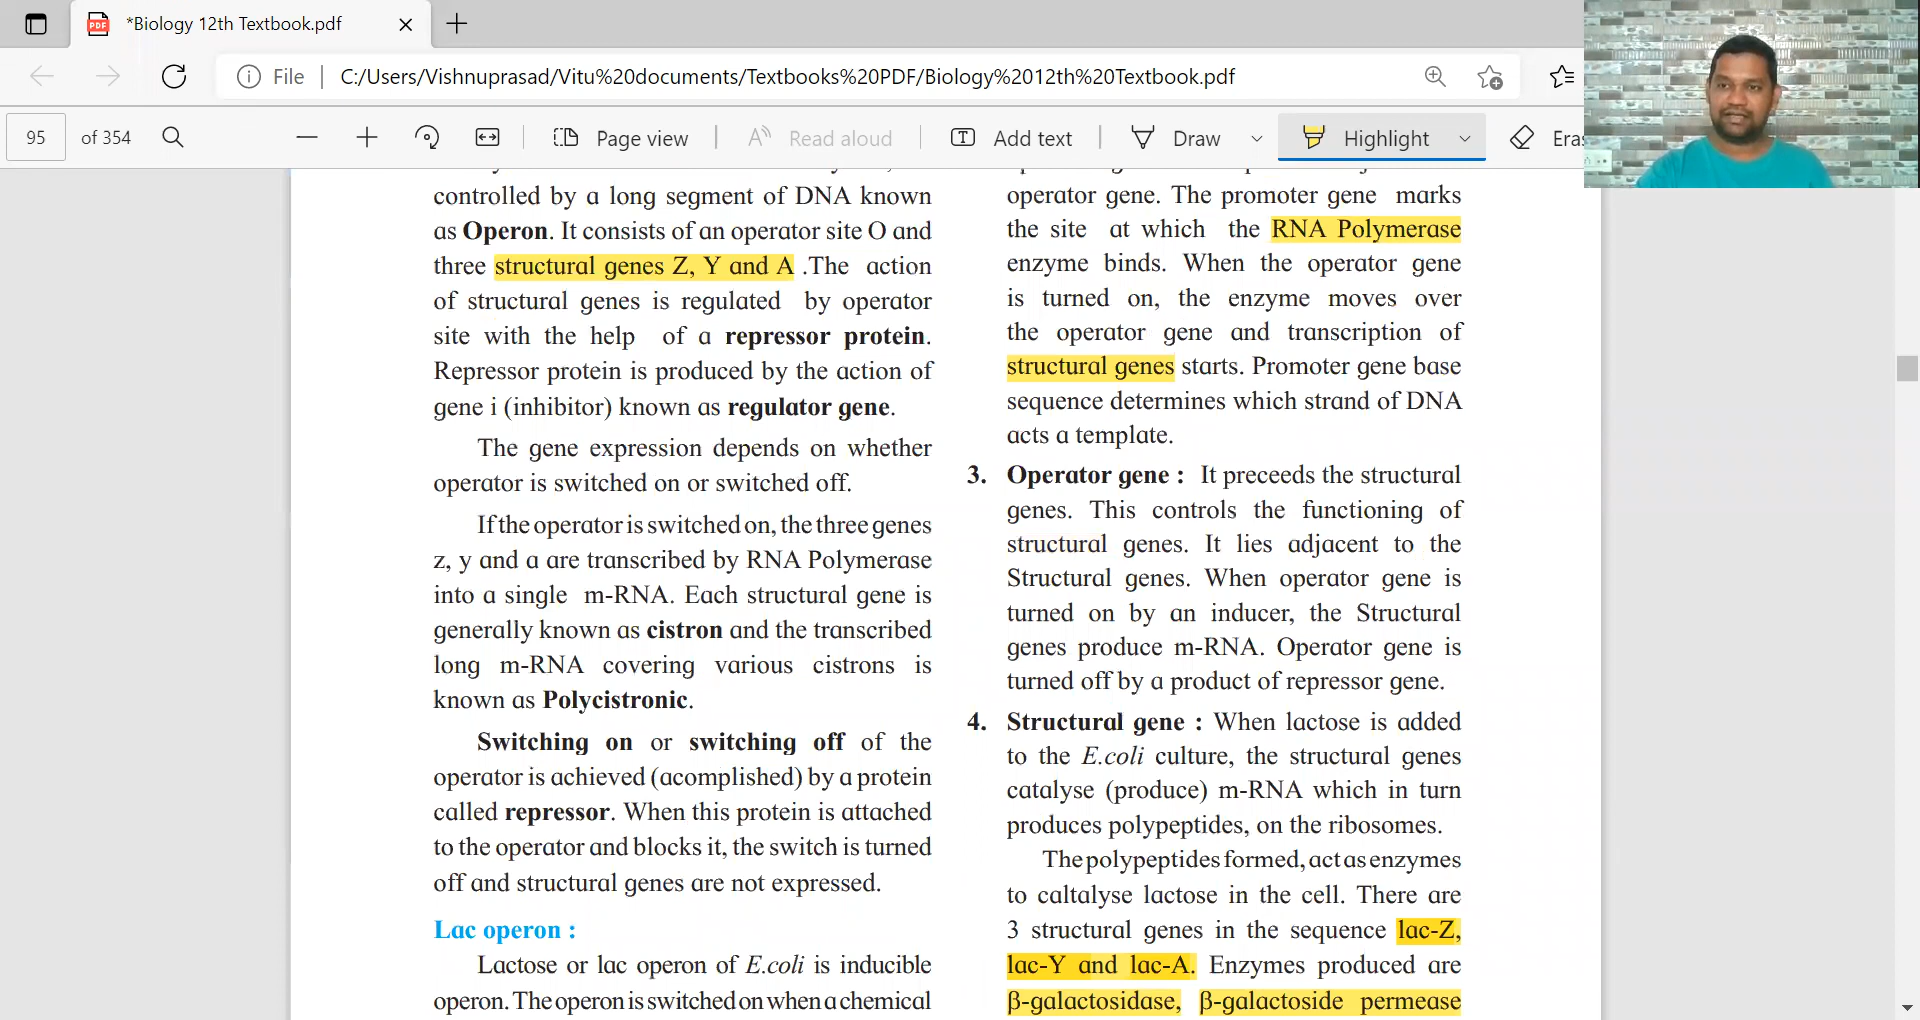 *Biology 12th Textbook.pdf
File
C:/Users/Vishnuprasad/Vitu%20documents/Textbooks%20PDF/Biology%2012th%20Textbook.pdf
95 of 354
Page view
Read aloud
Add text
Draw
Highlight
Eras
controlled by a long segment of DNA known
as Operon. It consists of an operator site O and
three structural genes Z, Y and A .The action
of structural genes is regulated by operator
site with the help of a repressor protein.
Repressor protein is produced by the action of
gene i (inhibitor) known as regulator gene.
The gene expression depends on whether
operator is switched on or switched off.
If the operator is switched on, the three genes
z, y and a are transcribed by RNA Polymerase
into a single m-RNA. Each structural gene is
generally known as cistron and the transcribed
long m-RNA covering various cistrons is
known as Polycistronic.
Switching on or switching off of the
operator is achieved (acomplished) by a protein
called repressor. When this protein is attached
to the operator and blocks it, the switch is turned
off and structural genes are not expressed.
Lac operon :
Lactose or lac operon of E.coli is inducible
operon. The operon is switched on when a chemical
operator gene. The promoter gene marks
the site at which the RNA Polymerase
enzyme binds. When the operator gene
is turned on, the enzyme moves over
the operator gene and transcription of
structural genes starts. Promoter gene base
sequence determines which strand of DNA
acts a template.
3. Operator gene : It preceeds the structural
genes. This controls the functioning of
structural genes. It lies adjacent to the
Structural genes. When operator gene is
turned on by an inducer, the Structural
genes produce m-RNA. Operator gene is
turned off by a product of repressor gene.
4. Structural gene : When lactose is added
to the E.coli culture, the structural genes
catalyse (produce) m-RNA which in turn
produces polypeptides, on the ribosomes.
The polypeptides formed, act as enzymes
to caltalyse lactose in the cell. There are
3 structural genes in the sequence lac-Z,
lac-Y and lac-A. Enzymes produced are
β-galactosidase, β-galactoside permease